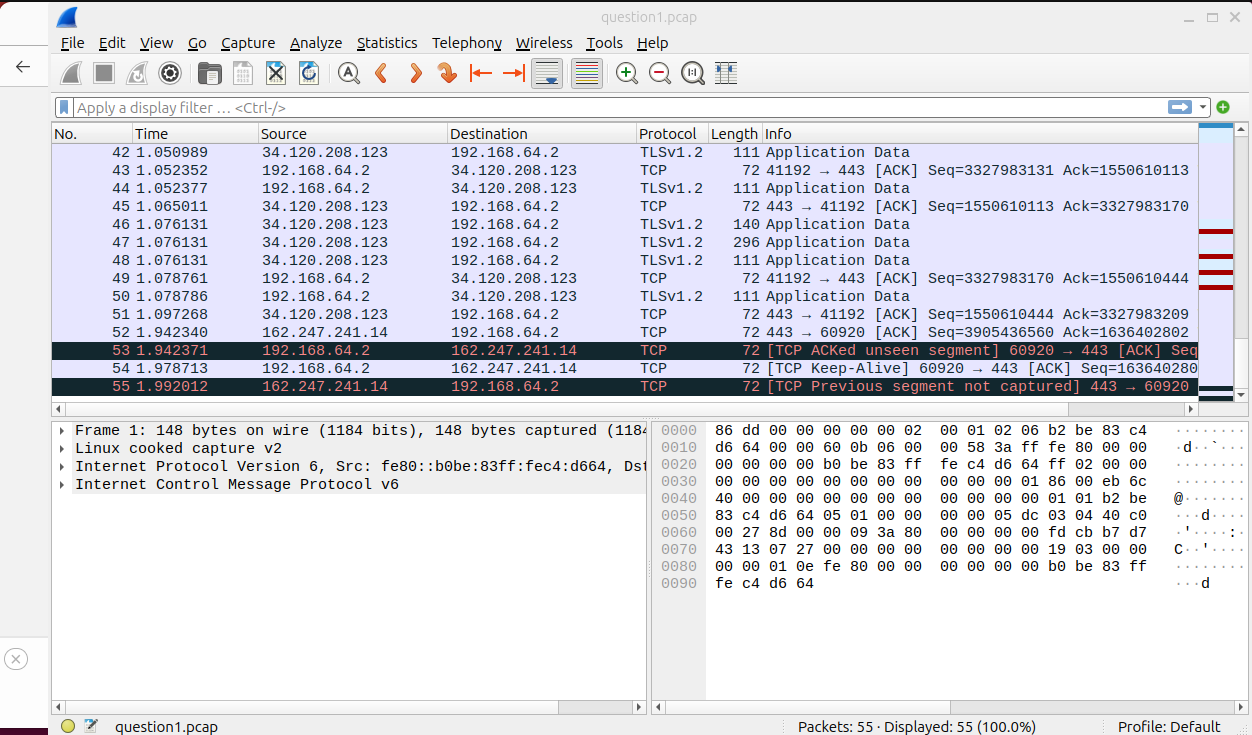 question1.pcap
File Edit View Go Capture Analyze Statistics Telephony Wireless Tools Help
Apply a display filter … <Ctrl-/>
No. Time Source Destination Protocol Length Info
42 1.050989 34.120.208.123 192.168.64.2 TLSv1.2 111 Application Data
43 1.052352 192.168.64.2 34.120.208.123 TCP 72 41192 → 443 [ACK] Seq=3327983131 Ack=1550610113
44 1.052377 192.168.64.2 34.120.208.123 TLSv1.2 111 Application Data
45 1.065011 34.120.208.123 192.168.64.2 TCP 72 443 → 41192 [ACK] Seq=1550610113 Ack=3327983170
46 1.076131 34.120.208.123 192.168.64.2 TLSv1.2 140 Application Data
47 1.076131 34.120.208.123 192.168.64.2 TLSv1.2 296 Application Data
48 1.076131 34.120.208.123 192.168.64.2 TLSv1.2 111 Application Data
49 1.078761 192.168.64.2 34.120.208.123 TCP 72 41192 → 443 [ACK] Seq=3327983170 Ack=1550610444
50 1.078786 192.168.64.2 34.120.208.123 TLSv1.2 111 Application Data
51 1.097268 34.120.208.123 192.168.64.2 TCP 72 443 → 41192 [ACK] Seq=1550610444 Ack=3327983209
52 1.942340 162.247.241.14 192.168.64.2 TCP 72 443 → 60920 [ACK] Seq=3905436560 Ack=1636402802
53 1.942371 192.168.64.2 162.247.241.14 TCP 72 [TCP ACKed unseen segment] 60920 → 443 [ACK] Seq
54 1.978713 192.168.64.2 162.247.241.14 TCP 72 [TCP Keep-Alive] 60920 → 443 [ACK] Seq=163640280
55 1.992012 162.247.241.14 192.168.64.2 TCP 72 [TCP Previous segment not captured] 443 → 60920
Frame 1: 148 bytes on wire (1184 bits), 148 bytes captured (1184
Linux cooked capture v2
Internet Protocol Version 6, Src: fe80::b0be:83ff:fec4:d664, Dst
Internet Control Message Protocol v6
0000 86 dd 00 00 00 00 00 02 00 01 02 06 b2 be 83 c4 ········
0010 d6 64 00 00 60 0b 06 00 00 58 3a ff fe 80 00 00 ·d··`···
0020 00 00 00 00 b0 be 83 ff fe c4 d6 64 ff 02 00 00 ········
0030 00 00 00 00 00 00 00 00 00 00 00 01 86 00 eb 6c ········
0040 40 00 00 00 00 00 00 00 00 00 00 00 01 01 b2 be @·······
0050 83 c4 d6 64 05 01 00 00 00 00 05 dc 03 04 40 c0 ···d····
0060 00 27 8d 00 00 09 3a 80 00 00 00 00 fd cb b7 d7 ·'····:·
0070 43 13 07 27 00 00 00 00 00 00 00 00 19 03 00 00 C··'····
0080 00 00 01 0e fe 80 00 00 00 00 00 00 b0 be 83 ff ········
0090 fe c4 d6 64 ···d
question1.pcap Packets: 55 · Displayed: 55 (100.0%) Profile: Default